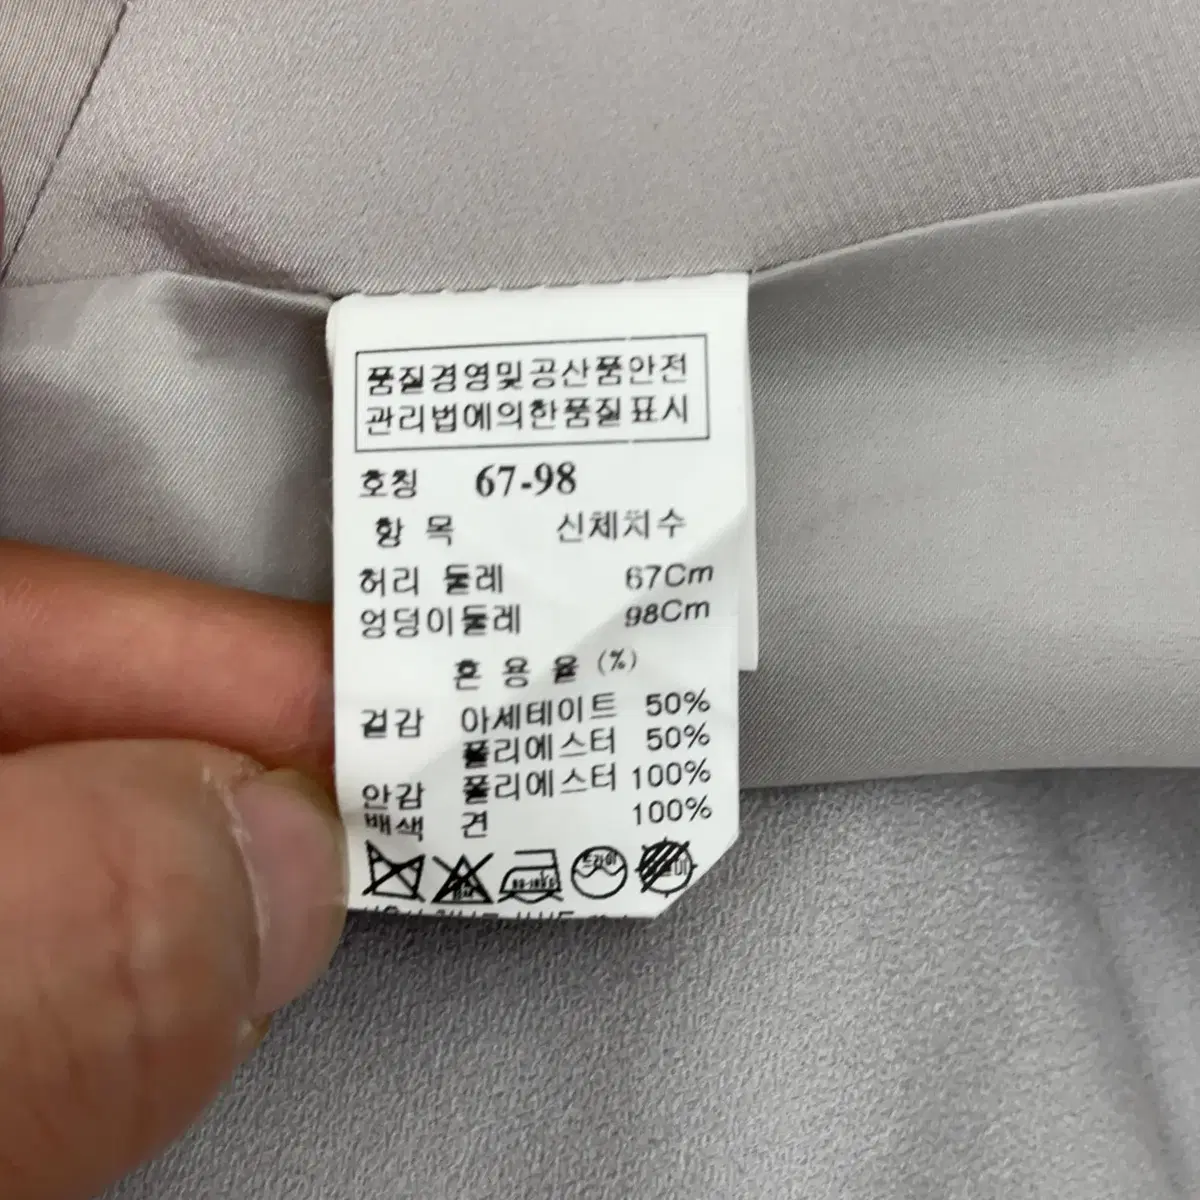 품질경영및공산품안전
관리법에의한품질표시
호칭 67-98
항 목 신체치수
허리 둘레 67Cm
엉덩이둘레 98Cm
혼 용 율 (%)
겉감 아세테이트 50%
폴리에스터 50%
안감 폴리에스터 100%
배색 견 100%
드라이